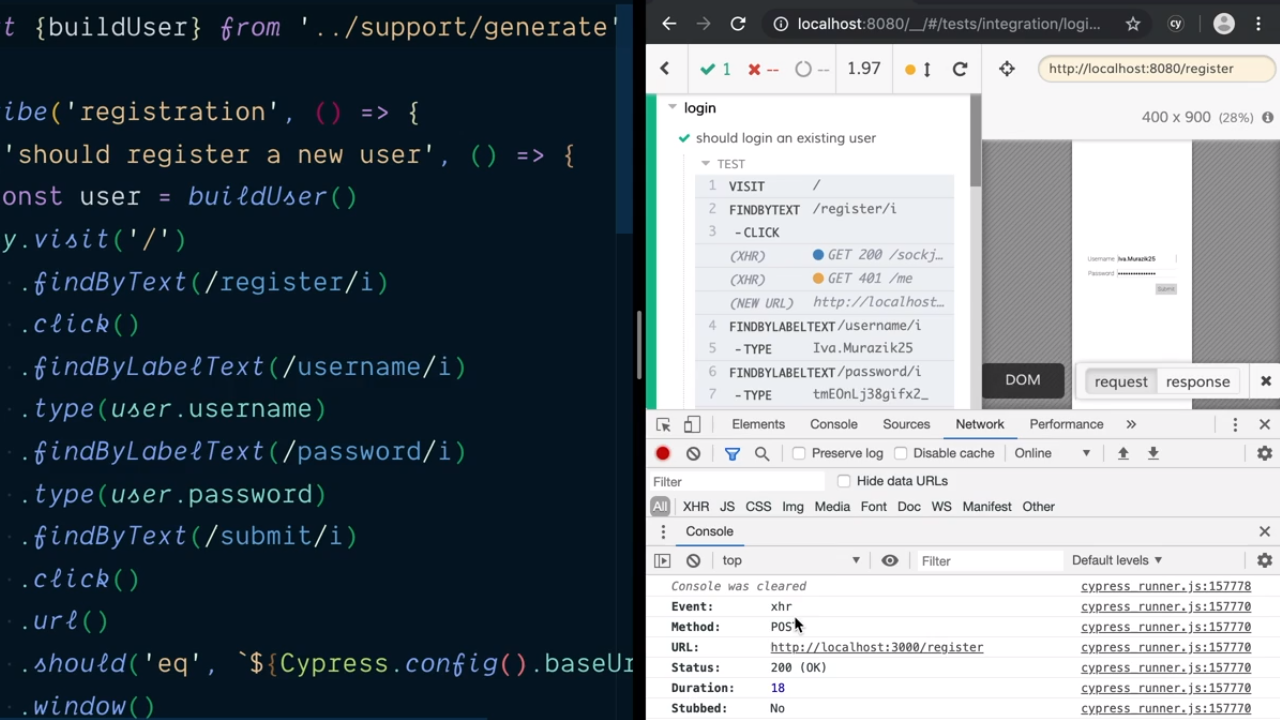 t {buildUser} from '../support/generate'
ibe('registration', () => {
'should register a new user', () => {
onst user = buildUser()
y.visit('/')
.findByText(/register/i)
.click()
.findByLabelText(/username/i)
.type(user.username)
.findByLabelText(/password/i)
.type(user.password)
.findByText(/submit/i)
.click()
.url()
.should('eq', `${Cypress.config().baseUr
.window()
localhost:8080/__/#/tests/integration/logi...
cy
1 -- -- 1.97
http://localhost:8080/register
400 x 900 (28%)
login
should login an existing user
TEST
1 VISIT /
2 FINDBYTEXT /register/i
3 -CLICK
(XHR) GET 200 /sockj…
(XHR) GET 401 /me
(NEW URL) http://localhost…
4 FINDBYLABELTEXT /username/i
5 -TYPE Iva.Murazik25
6 FINDBYLABELTEXT /password/i
7 -TYPE tmEOnLj38gifx2_
Username Iva.Murazik25
Password ••••••••••••••
Submit
DOM
request response
Elements Console Sources Network Performance »
Preserve log Disable cache Online
Filter Hide data URLs
All XHR JS CSS Img Media Font Doc WS Manifest Other
Console
top Filter Default levels
Console was cleared cypress_runner.js:157778
Event: xhr cypress_runner.js:157770
Method: POST cypress_runner.js:157770
URL: http://localhost:3000/register cypress_runner.js:157770
Status: 200 (OK) cypress_runner.js:157770
Duration: 18 cypress_runner.js:157770
Stubbed: No cypress_runner.js:157770